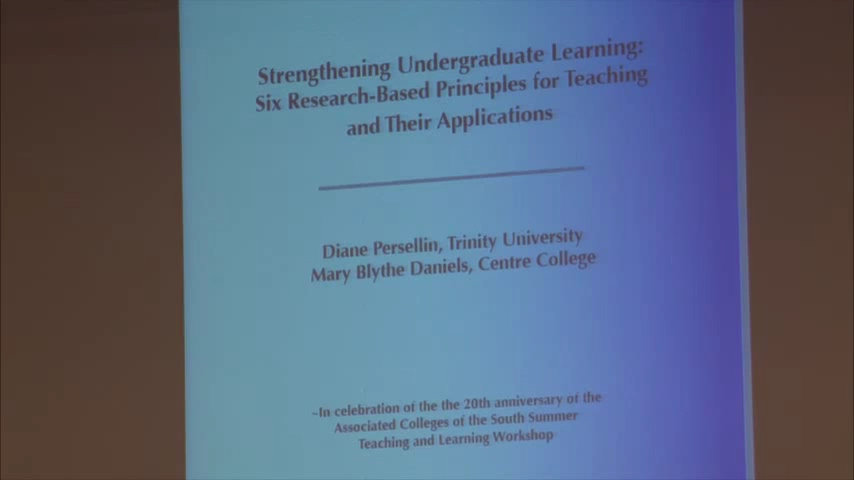 Strengthening Undergraduate Learning:
Six Research-Based Principles for Teaching
and Their Applications
Diane Persellin, Trinity University
Mary Blythe Daniels, Centre College
~In celebration of the the 20th anniversary of the
Associated Colleges of the South Summer
Teaching and Learning Workshop